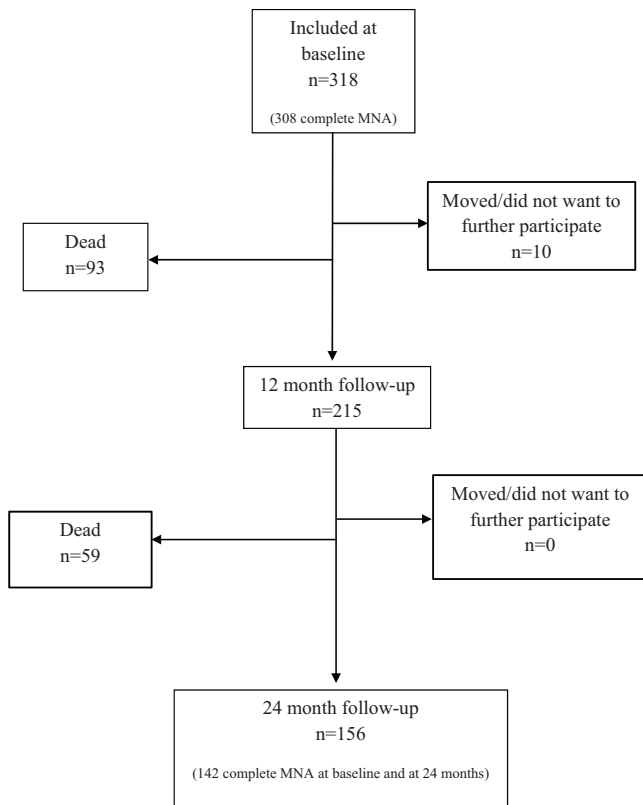 Included at
baseline
n=318
(308 complete MNA)
Moved/did not want to
further participate
n=10
Dead
n=93
12 month follow-up
n=215
Moved/did not want to
further participate
n=0
Dead
n=59
24 month follow-up
n=156
(142 complete MNA at baseline and at 24 months)